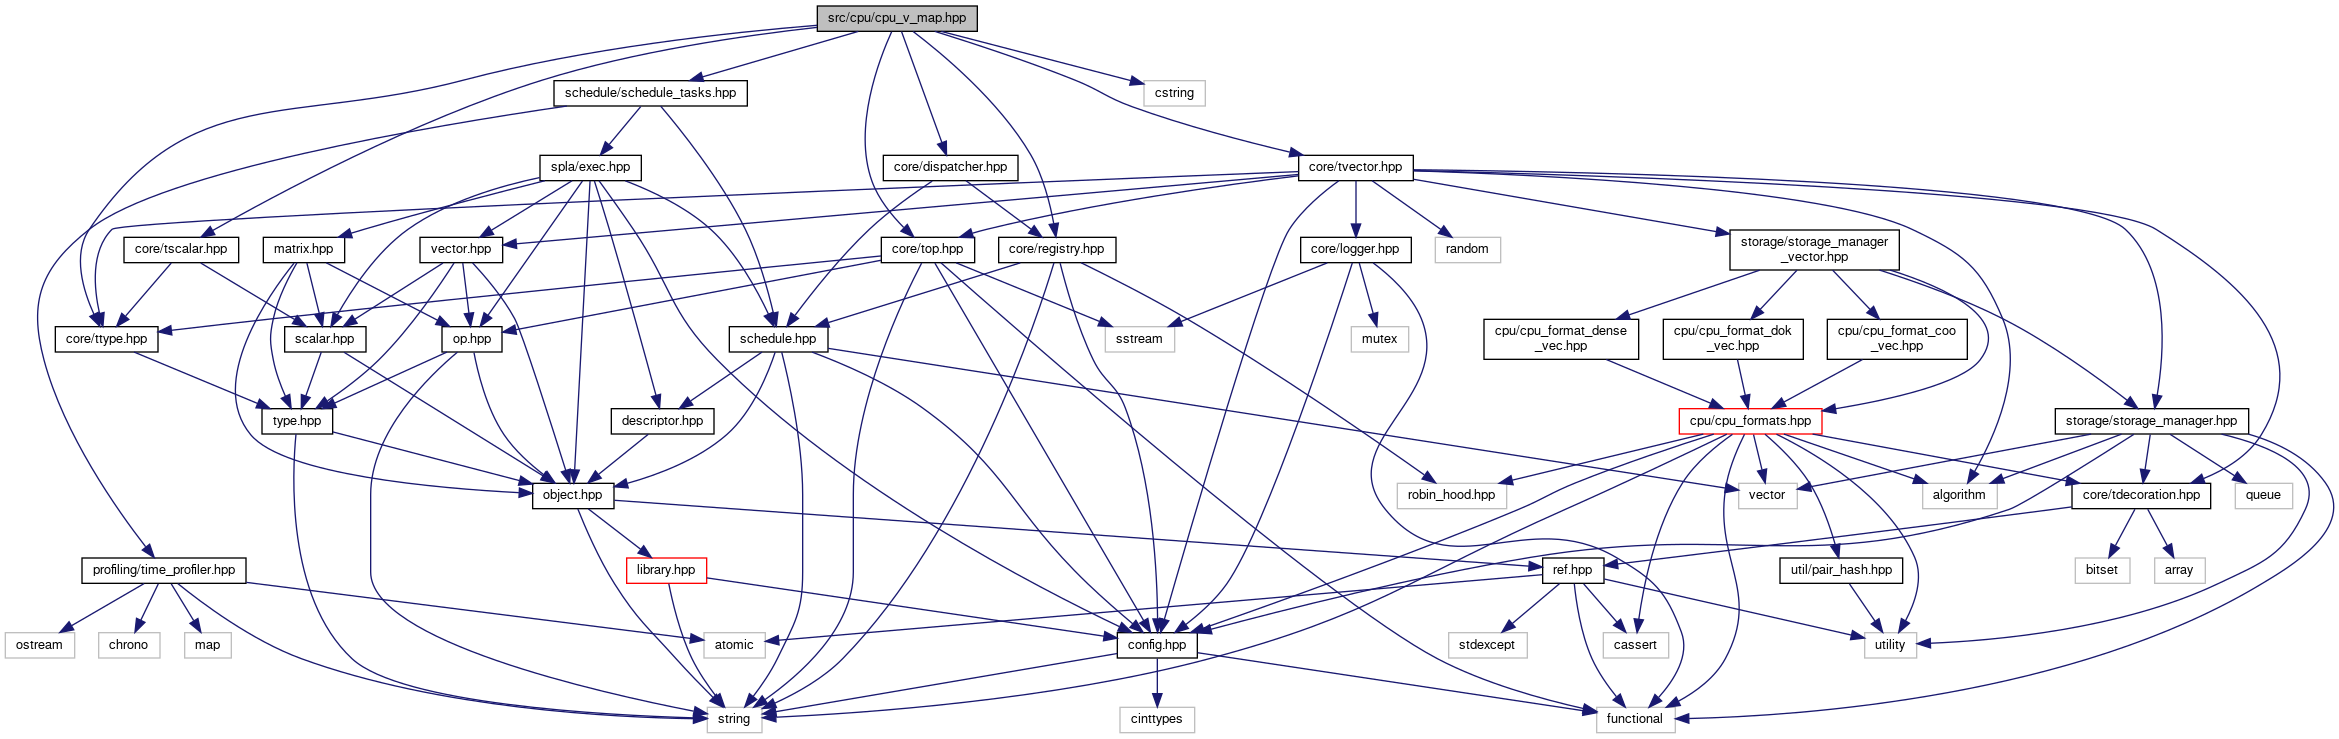 src/cpu/cpu_v_map.hpp
schedule/schedule_tasks.hpp
cstring
spla/exec.hpp
core/dispatcher.hpp
core/tvector.hpp
core/tscalar.hpp
matrix.hpp
vector.hpp
core/top.hpp
core/registry.hpp
core/logger.hpp
random
storage/storage_manager
_vector.hpp
core/ttype.hpp
scalar.hpp
op.hpp
schedule.hpp
sstream
mutex
cpu/cpu_format_dense
_vec.hpp
cpu/cpu_format_dok
_vec.hpp
cpu/cpu_format_coo
_vec.hpp
type.hpp
descriptor.hpp
cpu/cpu_formats.hpp
storage/storage_manager.hpp
object.hpp
robin_hood.hpp
vector
algorithm
core/tdecoration.hpp
queue
profiling/time_profiler.hpp
library.hpp
ref.hpp
util/pair_hash.hpp
bitset
array
ostream
chrono
map
atomic
config.hpp
stdexcept
cassert
utility
string
cinttypes
functional